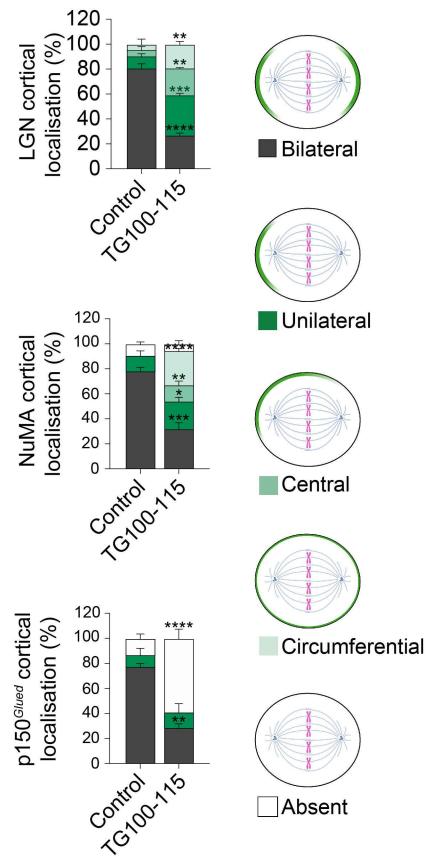 LGN cortical
localisation (%)
100
80
60
40
20
0
**
**
***
****
Control
TG100-115
Bilateral
Unilateral
NuMA cortical
localisation (%)
120
100
80
60
40
20
0
****
**
*
***
Control
TG100-115
Central
Circumferential
p150Glued cortical
localisation (%)
120
100
80
60
40
20
0
****
**
Control
TG100-115
Absent